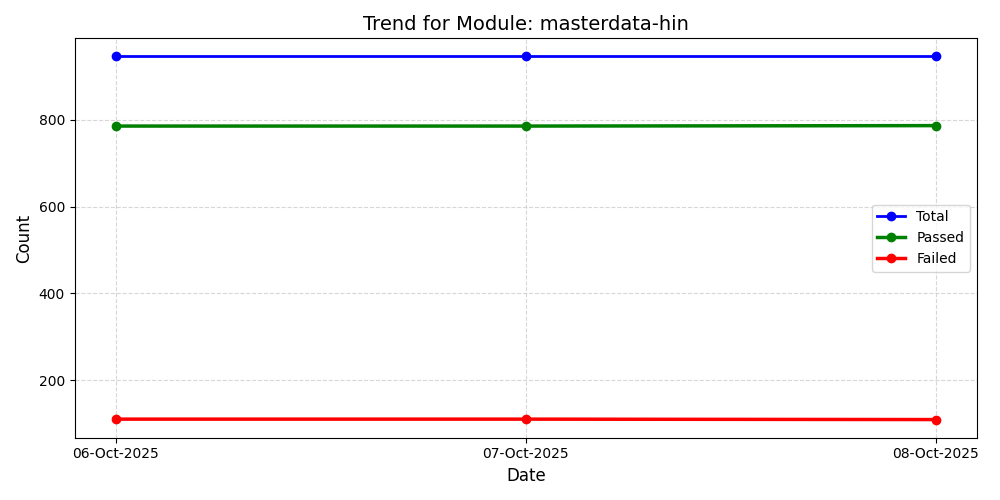 Trend for Module: masterdata-hin
Count
800
600
400
200
Total
Passed
Failed
06-Oct-2025
07-Oct-2025
08-Oct-2025
Date